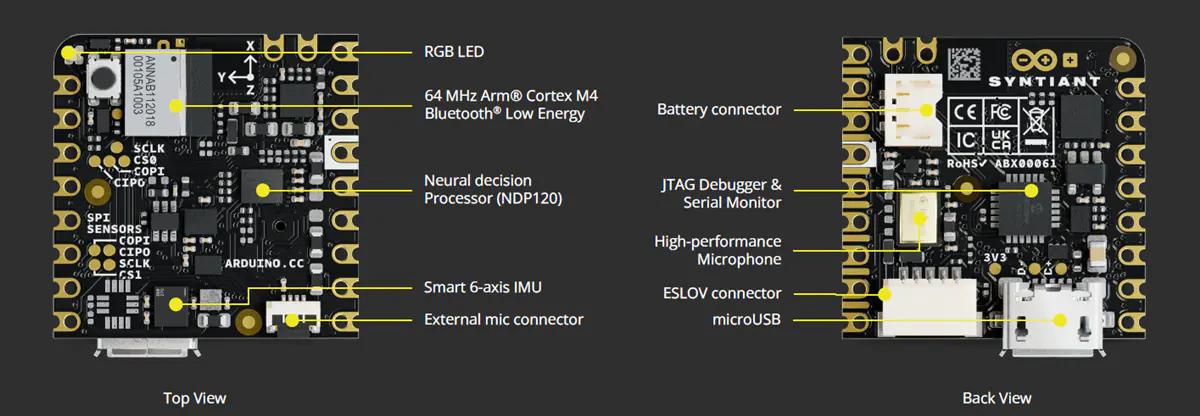 RGB LED
64 MHz Arm® Cortex M4
Bluetooth® Low Energy
Neural decision
Processor (NDP120)
Smart 6-axis IMU
External mic connector
Top View
ANNAB112018
00105A1003
X
Y
Z
SCLK
CS0
COPI
CIPO
SPI
SENSORS
COPI
CIPO
SCLK
CS1
ARDUINO.CC
Battery connector
JTAG Debugger &
Serial Monitor
High-performance
Microphone
ESLOV connector
microUSB
Back View
SYNTIANT
CE FC
IC UK
CA
RoHS✓ ABX00061
3V3